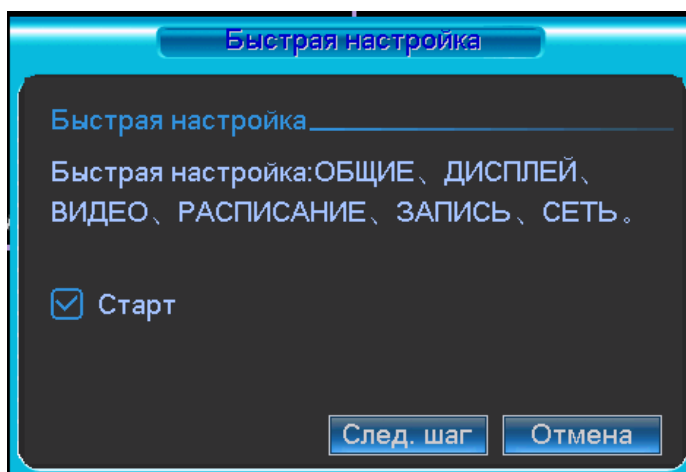 Быстрая настройка
Быстрая настройка
Быстрая настройка:ОБЩИЕ、ДИСПЛЕЙ、
ВИДЕО、РАСПИСАНИЕ、ЗАПИСЬ、СЕТЬ。
Старт
След. шаг Отмена